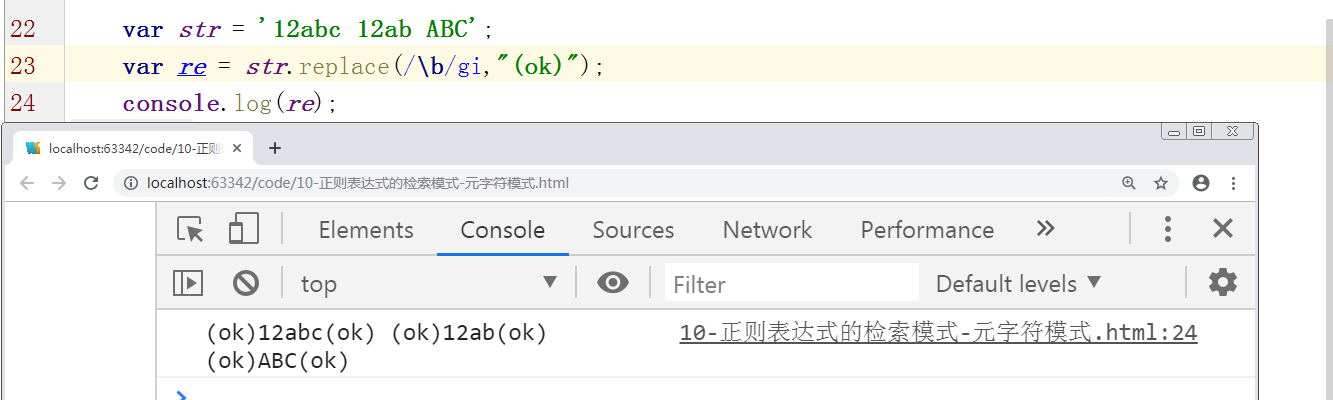 22 var str = '12abc 12ab ABC';
23 var re = str.replace(/\b/gi,"(ok)");
24 console.log(re);
localhost:63342/code/10-正则
localhost:63342/code/10-正则表达式的检索模式-元字符模式.html
Elements Console Sources Network Performance
top Filter Default levels
(ok)12abc(ok) (ok)12ab(ok) 10-正则表达式的检索模式-元字符模式.html:24
(ok)ABC(ok)